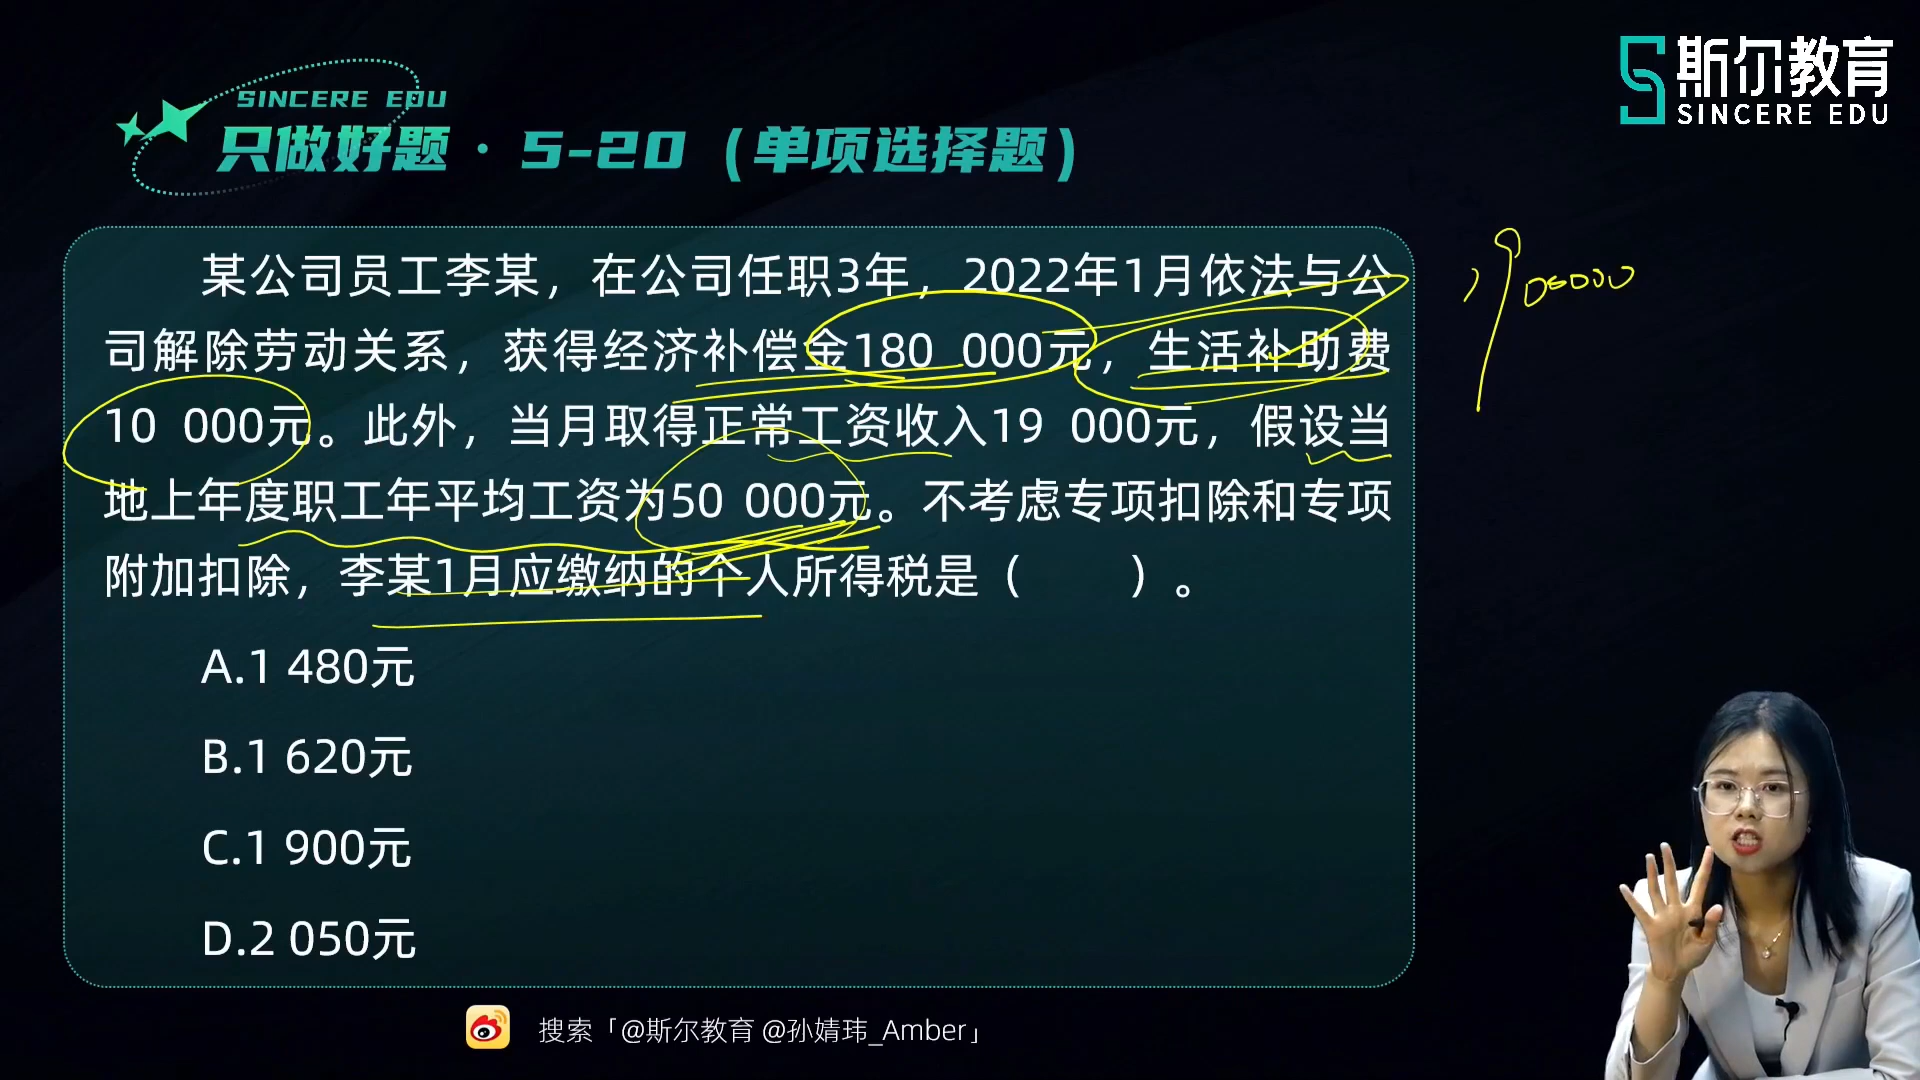 SINCERE EDU
只做好题·5-20（单项选择题）
斯尔教育
SINCERE EDU
某公司员工李某，在公司任职3年，2022年1月依法与公
司解除劳动关系，获得经济补偿金180 000元，生活补助费
10 000元。此外，当月取得正常工资收入19 000元，假设当
地上年度职工年平均工资为50 000元。不考虑专项扣除和专项
附加扣除，李某1月应缴纳的个人所得税是（ ）。
A.1 480元
B.1 620元
C.1 900元
D.2 050元
搜索「@斯尔教育 @孙婧玮_Amber」